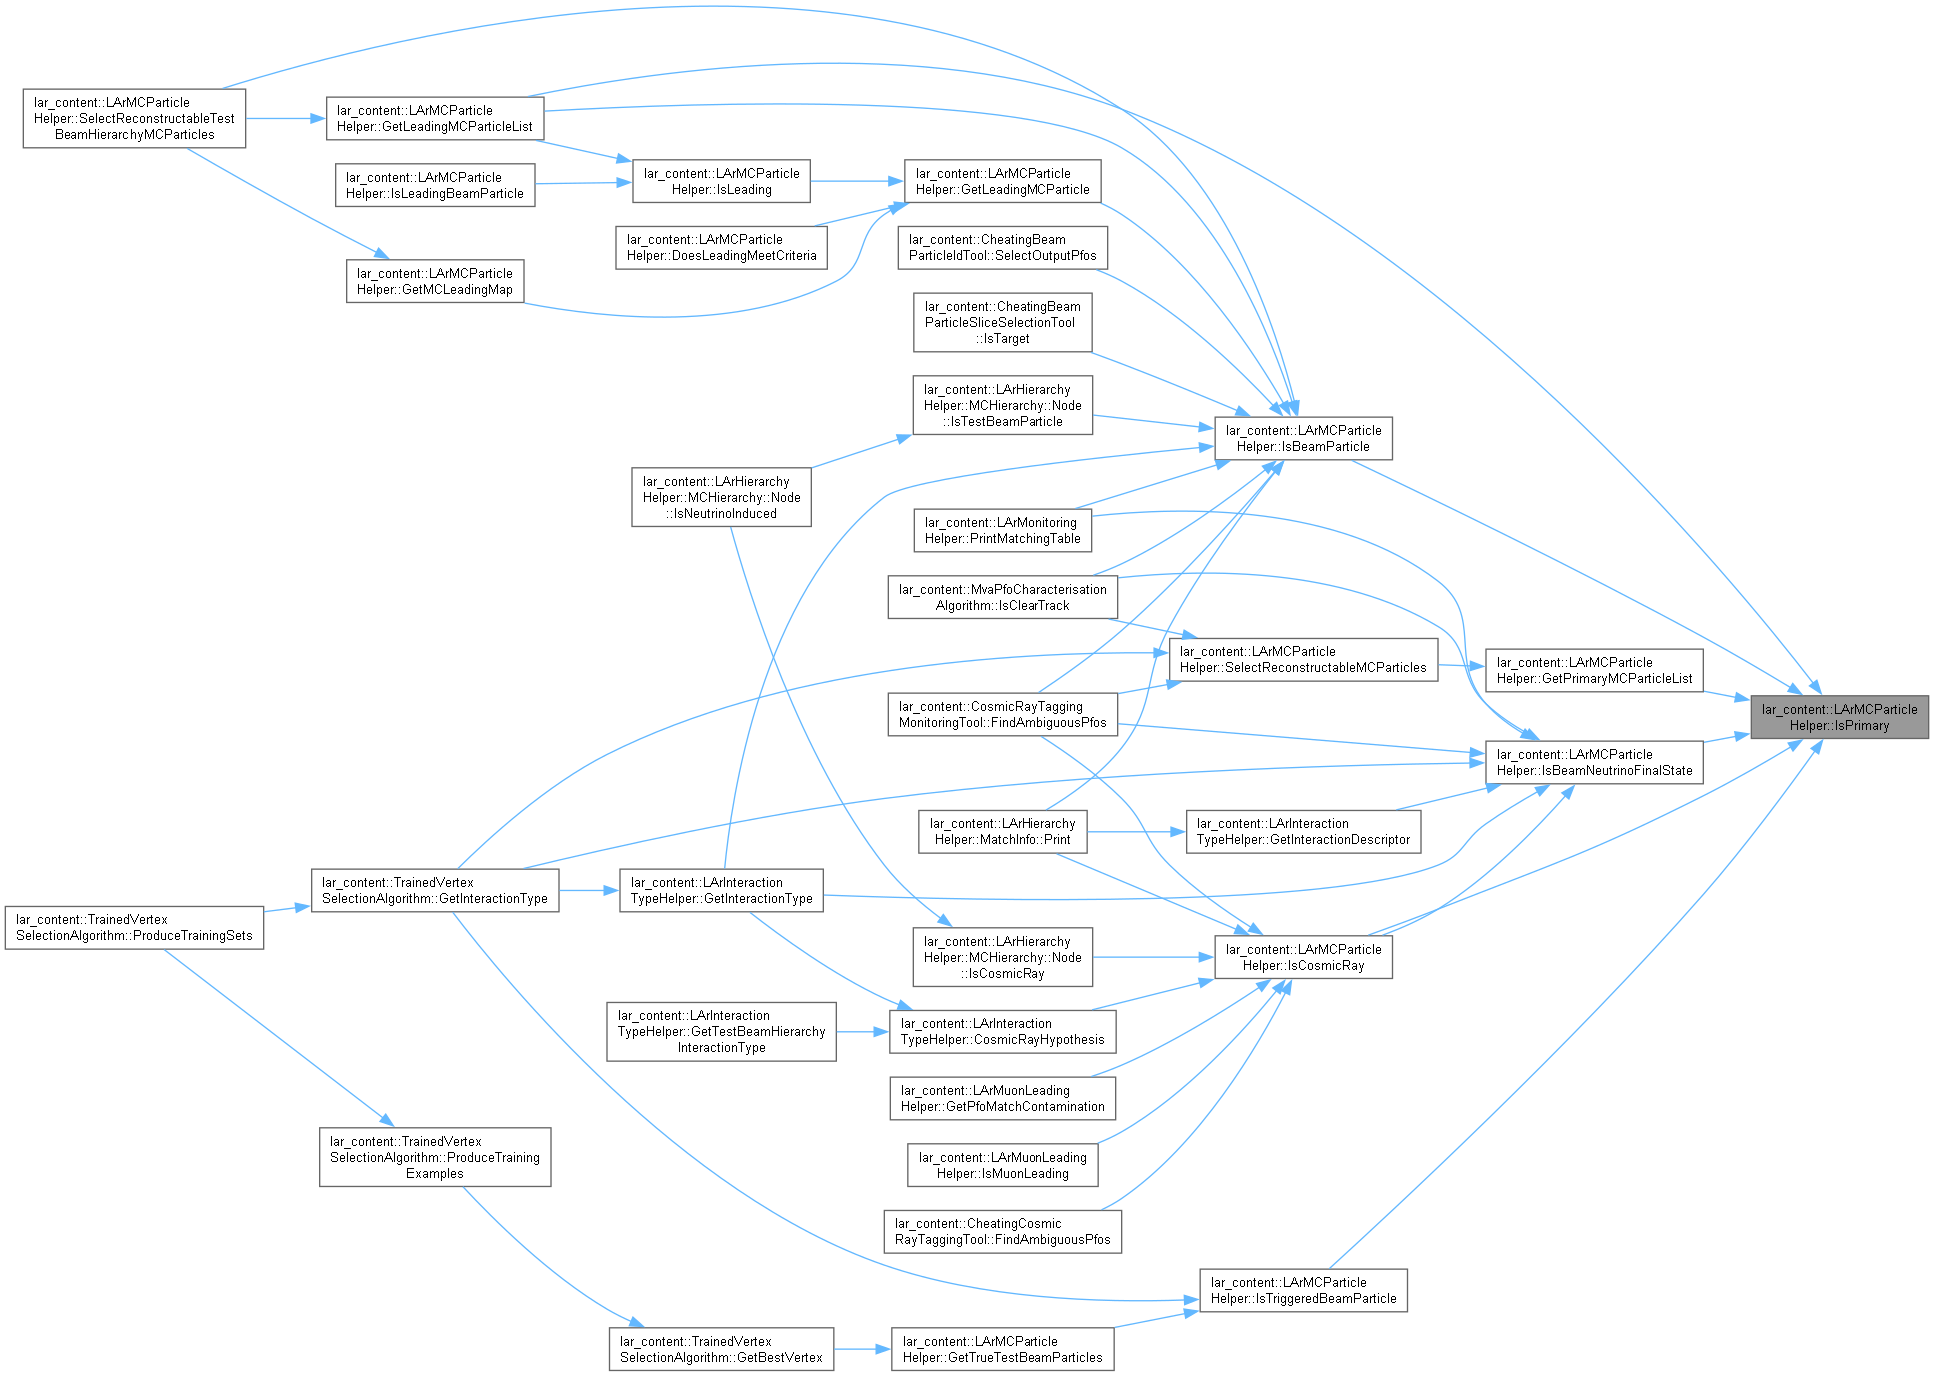 lar_content::LArMCParticle
Helper::SelectReconstructableTest
BeamHierarchyMCParticles
lar_content::LArMCParticle
Helper::GetLeadingMCParticleList
lar_content::LArMCParticle
Helper::IsLeadingBeamParticle
lar_content::LArMCParticle
Helper::GetMCLeadingMap
lar_content::LArMCParticle
Helper::IsLeading
lar_content::LArMCParticle
Helper::DoesLeadingMeetCriteria
lar_content::LArMCParticle
Helper::GetLeadingMCParticle
lar_content::CheatingBeam
ParticleIdTool::SelectOutputPfos
lar_content::CheatingBeam
ParticleSliceSelectionTool
::IsTarget
lar_content::LArHierarchy
Helper::MCHierarchy::Node
::IsTestBeamParticle
lar_content::LArMCParticle
Helper::IsBeamParticle
lar_content::LArHierarchy
Helper::MCHierarchy::Node
::IsNeutrinoInduced
lar_content::LArMonitoring
Helper::PrintMatchingTable
lar_content::MvaPfoCharacterisation
Algorithm::IsClearTrack
lar_content::LArMCParticle
Helper::SelectReconstructableMCParticles
lar_content::LArMCParticle
Helper::GetPrimaryMCParticleList
lar_content::CosmicRayTagging
MonitoringTool::FindAmbiguousPfos
lar_content::LArMCParticle
Helper::IsPrimary
lar_content::LArMCParticle
Helper::IsBeamNeutrinoFinalState
lar_content::LArHierarchy
Helper::MatchInfo::Print
lar_content::LArInteraction
TypeHelper::GetInteractionDescriptor
lar_content::TrainedVertex
SelectionAlgorithm::GetInteractionType
lar_content::LArInteraction
TypeHelper::GetInteractionType
lar_content::TrainedVertex
SelectionAlgorithm::ProduceTrainingSets
lar_content::LArHierarchy
Helper::MCHierarchy::Node
::IsCosmicRay
lar_content::LArMCParticle
Helper::IsCosmicRay
lar_content::LArInteraction
TypeHelper::GetTestBeamHierarchy
InteractionType
lar_content::LArInteraction
TypeHelper::CosmicRayHypothesis
lar_content::LArMuonLeading
Helper::GetPfoMatchContamination
lar_content::TrainedVertex
SelectionAlgorithm::ProduceTraining
Examples
lar_content::LArMuonLeading
Helper::IsMuonLeading
lar_content::CheatingCosmic
RayTaggingTool::FindAmbiguousPfos
lar_content::LArMCParticle
Helper::IsTriggeredBeamParticle
lar_content::TrainedVertex
SelectionAlgorithm::GetBestVertex
lar_content::LArMCParticle
Helper::GetTrueTestBeamParticles